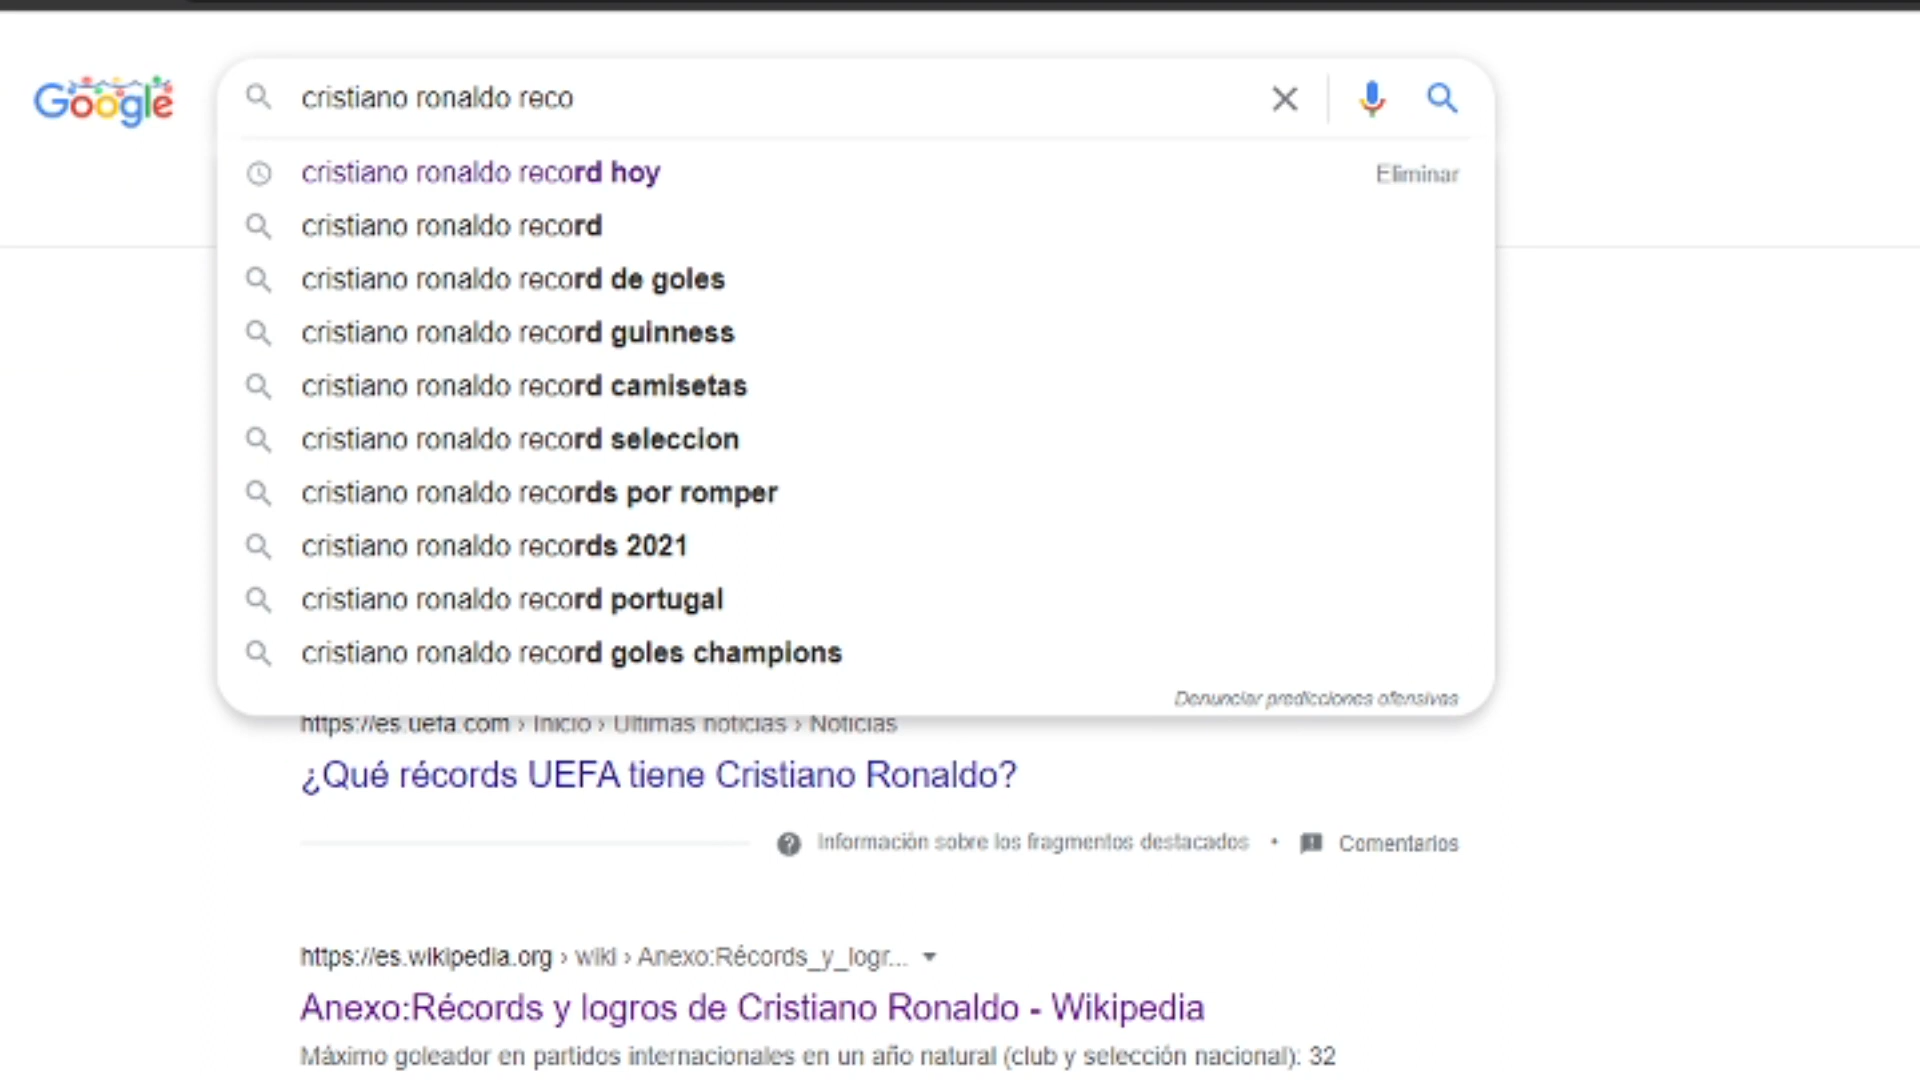 Google
cristiano ronaldo reco
cristiano ronaldo record hoy
Eliminar
cristiano ronaldo record
cristiano ronaldo record de goles
cristiano ronaldo record guinness
cristiano ronaldo record camisetas
cristiano ronaldo record seleccion
cristiano ronaldo records por romper
cristiano ronaldo records 2021
cristiano ronaldo record portugal
cristiano ronaldo record goles champions
Denunciar predicciones ofensivas
https://es.uefa.com › Inicio › Últimas noticias › Noticias
¿Qué récords UEFA tiene Cristiano Ronaldo?
Información sobre los fragmentos destacados • Comentarios
https://es.wikipedia.org › wiki › Anexo:Récords_y_logr...
Anexo:Récords y logros de Cristiano Ronaldo - Wikipedia
Máximo goleador en partidos internacionales en un año natural (club y selección nacional): 32